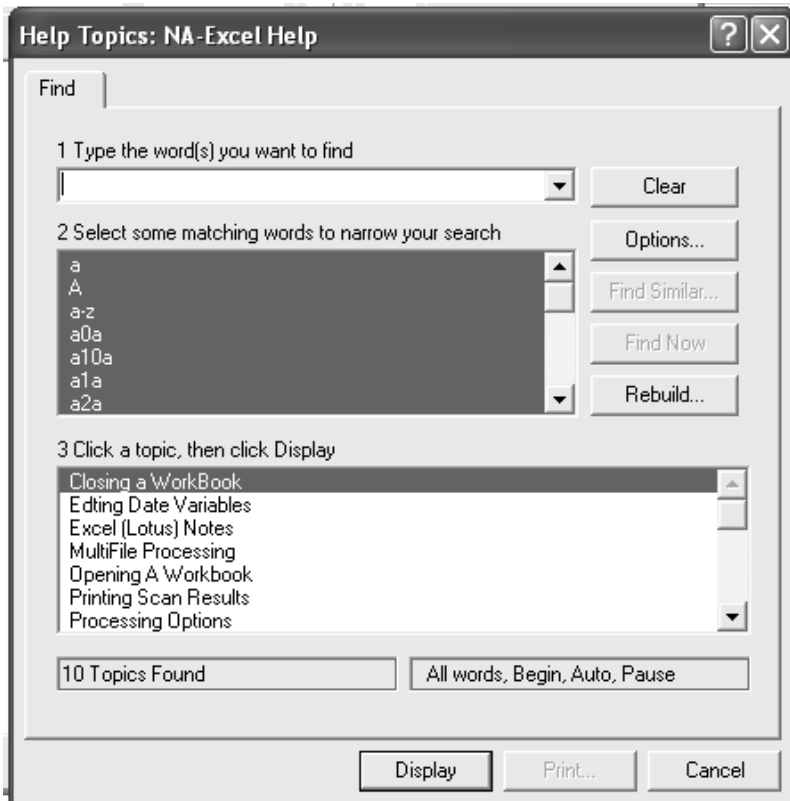 Help Topics: NA-Excel Help
Find
1 Type the word(s) you want to find
Clear
2 Select some matching words to narrow your search
Options...
a
A
a-z
a0a
a10a
a1a
a2a
Find Similar...
Find Now
Rebuild...
3 Click a topic, then click Display
Closing a WorkBook
Edting Date Variables
Excel (Lotus) Notes
MultiFile Processing
Opening A Workbook
Printing Scan Results
Processing Options
10 Topics Found
All words, Begin, Auto, Pause
Display
Print...
Cancel